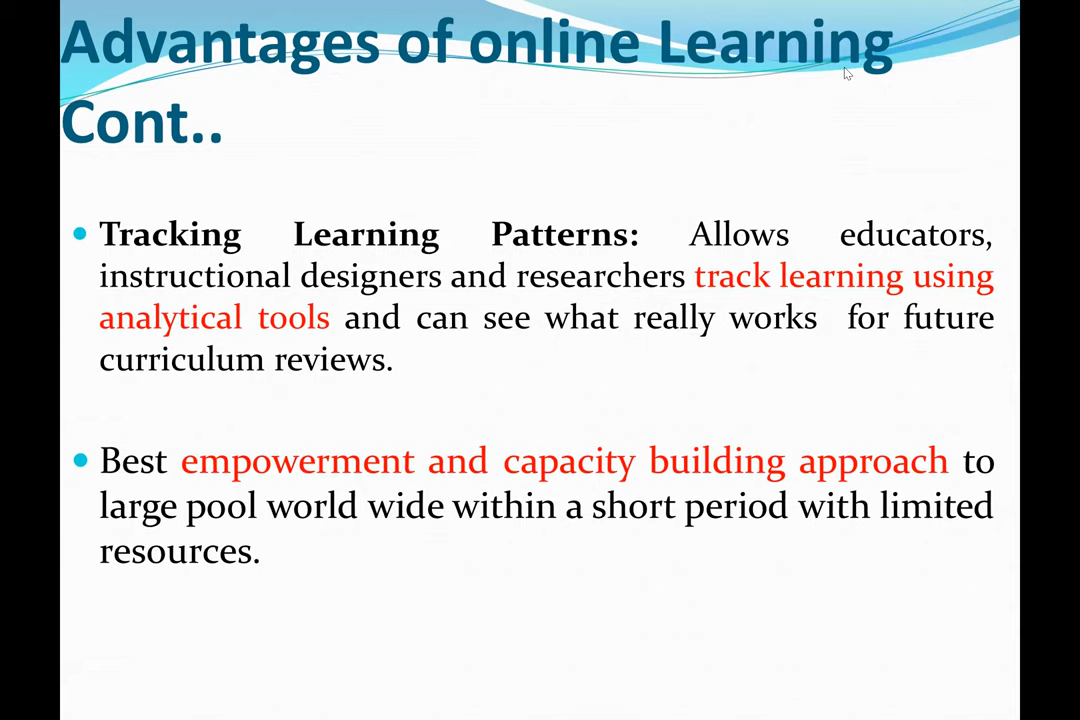 Advantages of online Learning
Cont..
Tracking Learning Patterns: Allows educators,
instructional designers and researchers track learning using
analytical tools and can see what really works for future
curriculum reviews.
Best empowerment and capacity building approach to
large pool world wide within a short period with limited
resources.